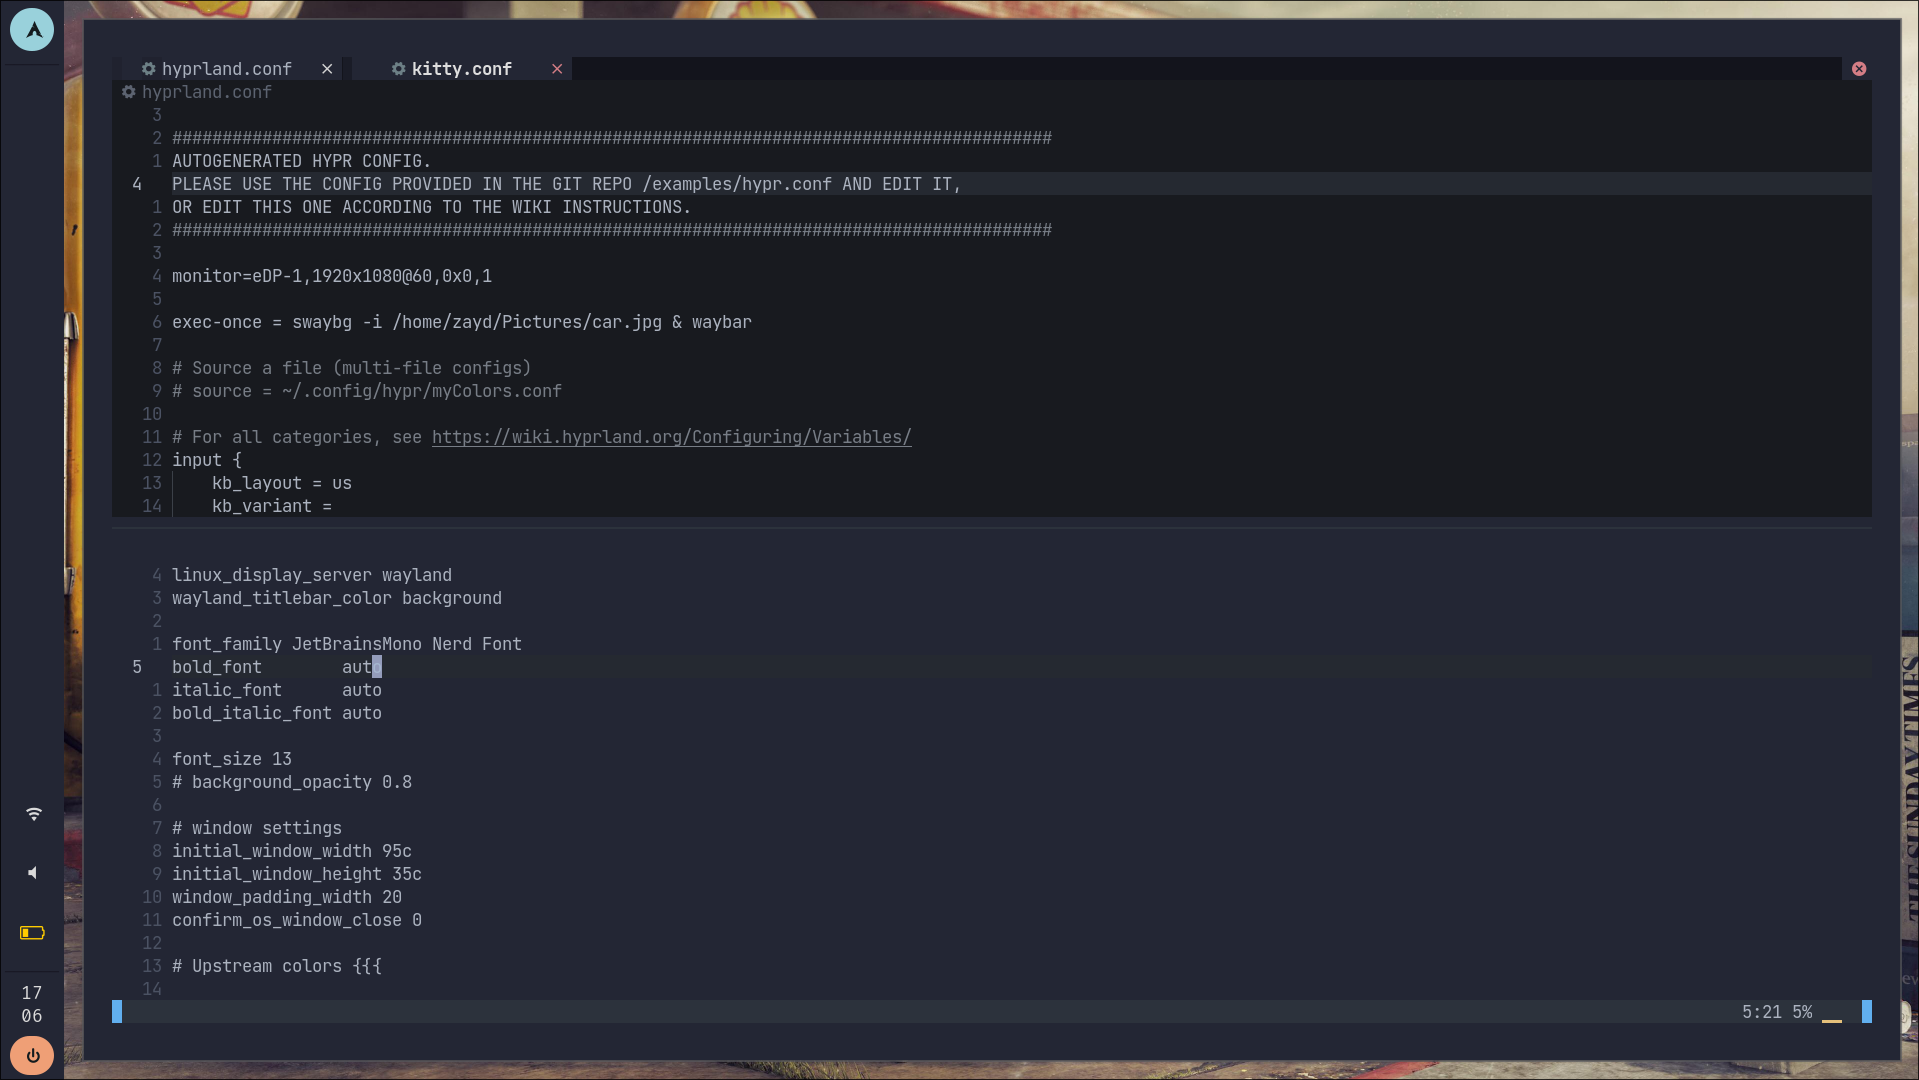 hyprland.conf
kitty.conf
hyprland.conf
3
2 ########################################################################################
1 AUTOGENERATED HYPR CONFIG.
4 PLEASE USE THE CONFIG PROVIDED IN THE GIT REPO /examples/hypr.conf AND EDIT IT,
1 OR EDIT THIS ONE ACCORDING TO THE WIKI INSTRUCTIONS.
2 ########################################################################################
3
4 monitor=eDP-1,1920x1080@60,0x0,1
5
6 exec-once = swaybg -i /home/zayd/Pictures/car.jpg & waybar
7
8 # Source a file (multi-file configs)
9 # source = ~/.config/hypr/myColors.conf
10
11 # For all categories, see https://wiki.hyprland.org/Configuring/Variables/
12 input {
13     kb_layout = us
14     kb_variant =
4 linux_display_server wayland
3 wayland_titlebar_color background
2
1 font_family JetBrainsMono Nerd Font
5 bold_font        auto
1 italic_font      auto
2 bold_italic_font auto
3
4 font_size 13
5 # background_opacity 0.8
6
7 # window settings
8 initial_window_width 95c
9 initial_window_height 35c
10 window_padding_width 20
11 confirm_os_window_close 0
12
13 # Upstream colors {{{
14
5:21 5%
17
06
THE SUNDAY TIMES